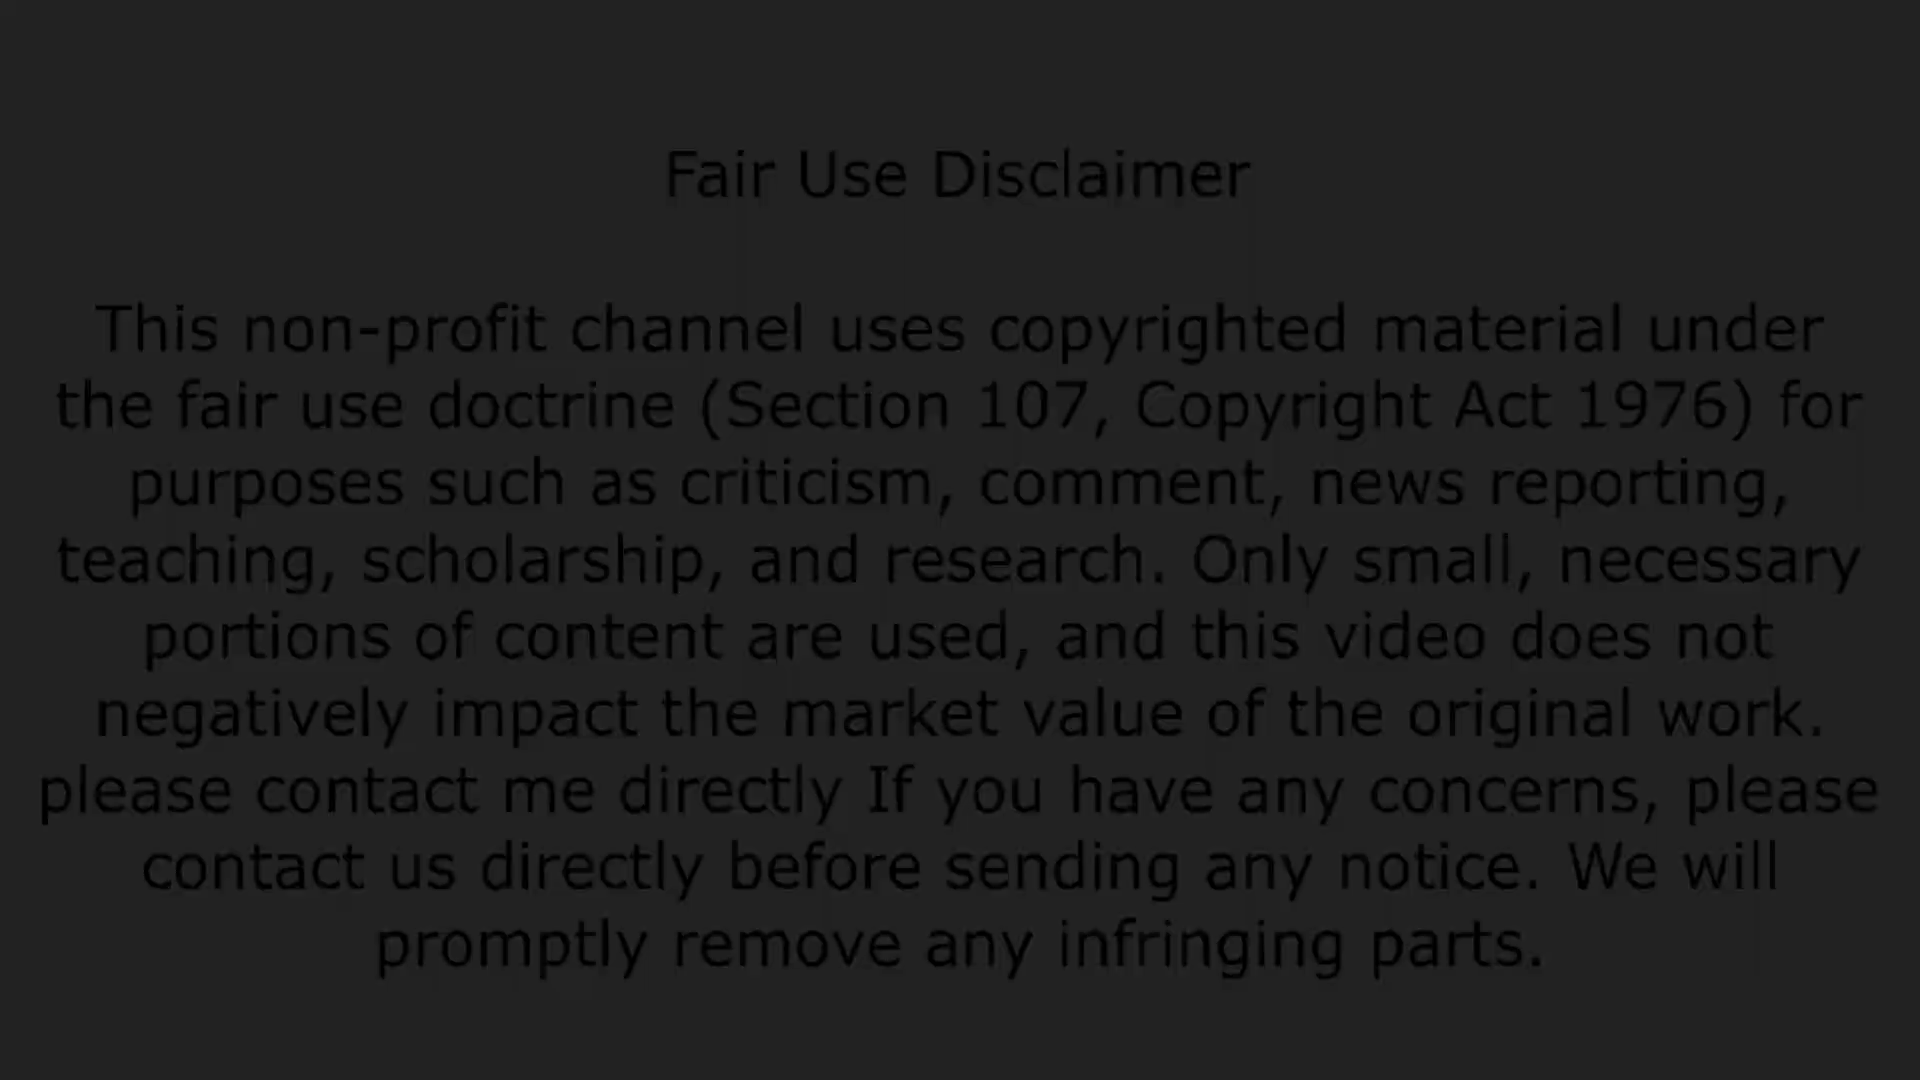 Fair Use Disclaimer
This non-profit channel uses copyrighted material under
the fair use doctrine (Section 107, Copyright Act 1976) for
purposes such as criticism, comment, news reporting,
teaching, scholarship, and research. Only small, necessary
portions of content are used, and this video does not
negatively impact the market value of the original work.
please contact me directly If you have any concerns, please
contact us directly before sending any notice. We will
promptly remove any infringing parts.